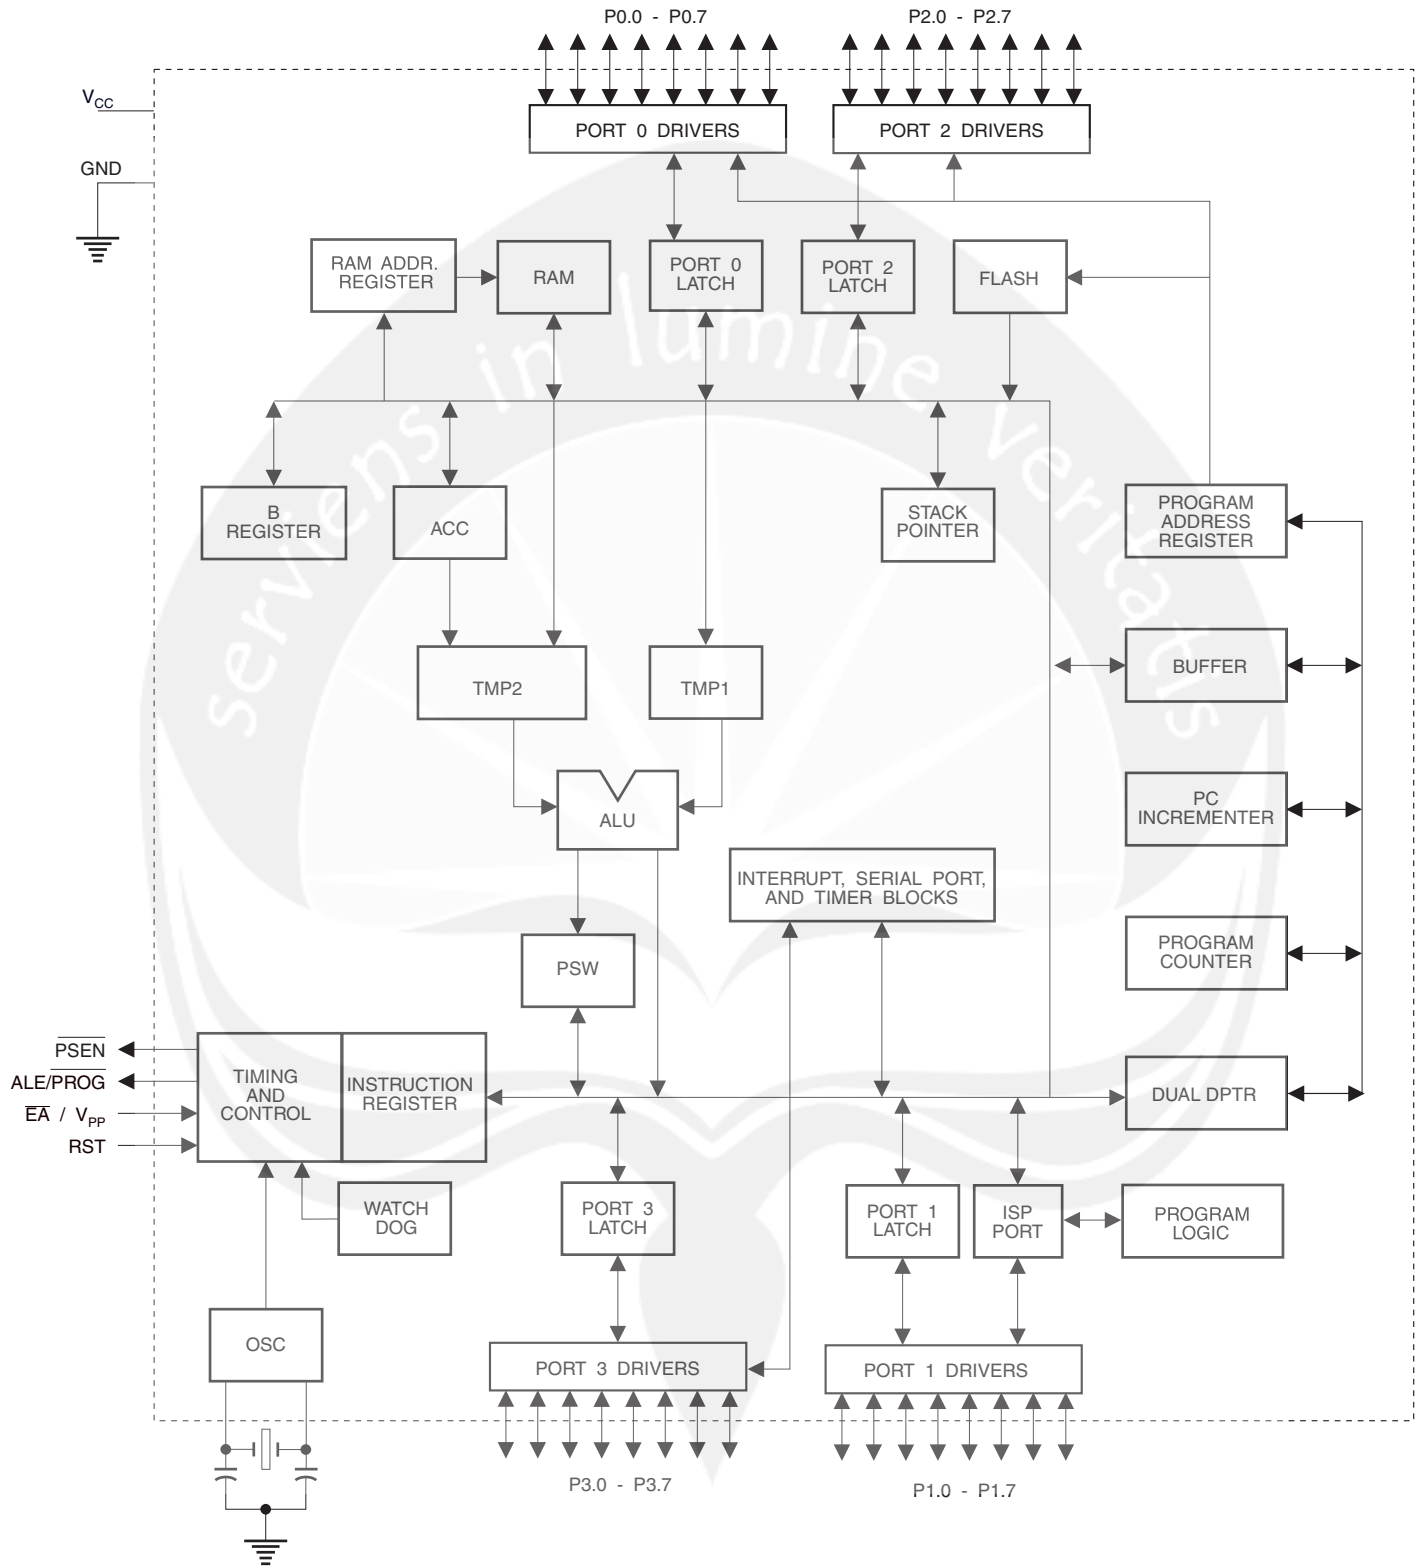 P0.0 - P0.7
P2.0 - P2.7
V_CC
PORT 0 DRIVERS
PORT 2 DRIVERS
GND
RAM ADDR.
REGISTER
RAM
PORT 0
LATCH
PORT 2
LATCH
FLASH
B
REGISTER
ACC
STACK
POINTER
PROGRAM
ADDRESS
REGISTER
TMP2
TMP1
BUFFER
ALU
PC
INCREMENTER
INTERRUPT, SERIAL PORT,
AND TIMER BLOCKS
PSW
PROGRAM
COUNTER
PSEN
ALE/PROG
EA / V_PP
RST
TIMING
AND
CONTROL
INSTRUCTION
REGISTER
DUAL DPTR
WATCH
DOG
PORT 3
LATCH
PORT 1
LATCH
ISP
PORT
PROGRAM
LOGIC
OSC
PORT 3 DRIVERS
PORT 1 DRIVERS
P3.0 - P3.7
P1.0 - P1.7
serviens in lumine veritatis